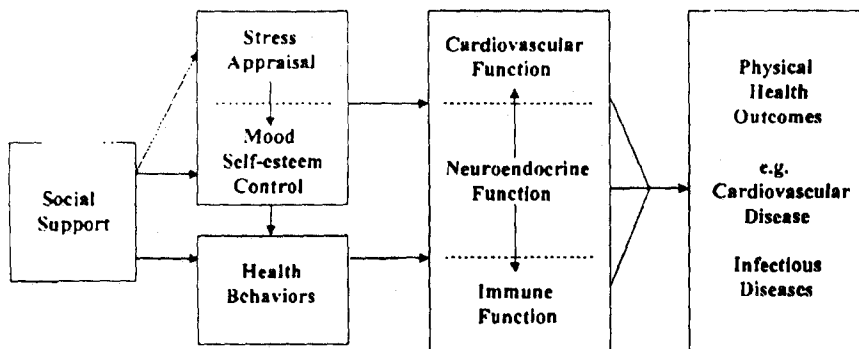 Social
Support
Stress
Appraisal
Mood
Self-esteem
Control
Health
Behaviors
Cardiovascular
Function
Neuroendocrine
Function
Immune
Function
Physical
Health
Outcomes
e.g.
Cardiovascular
Disease
Infectious
Diseases